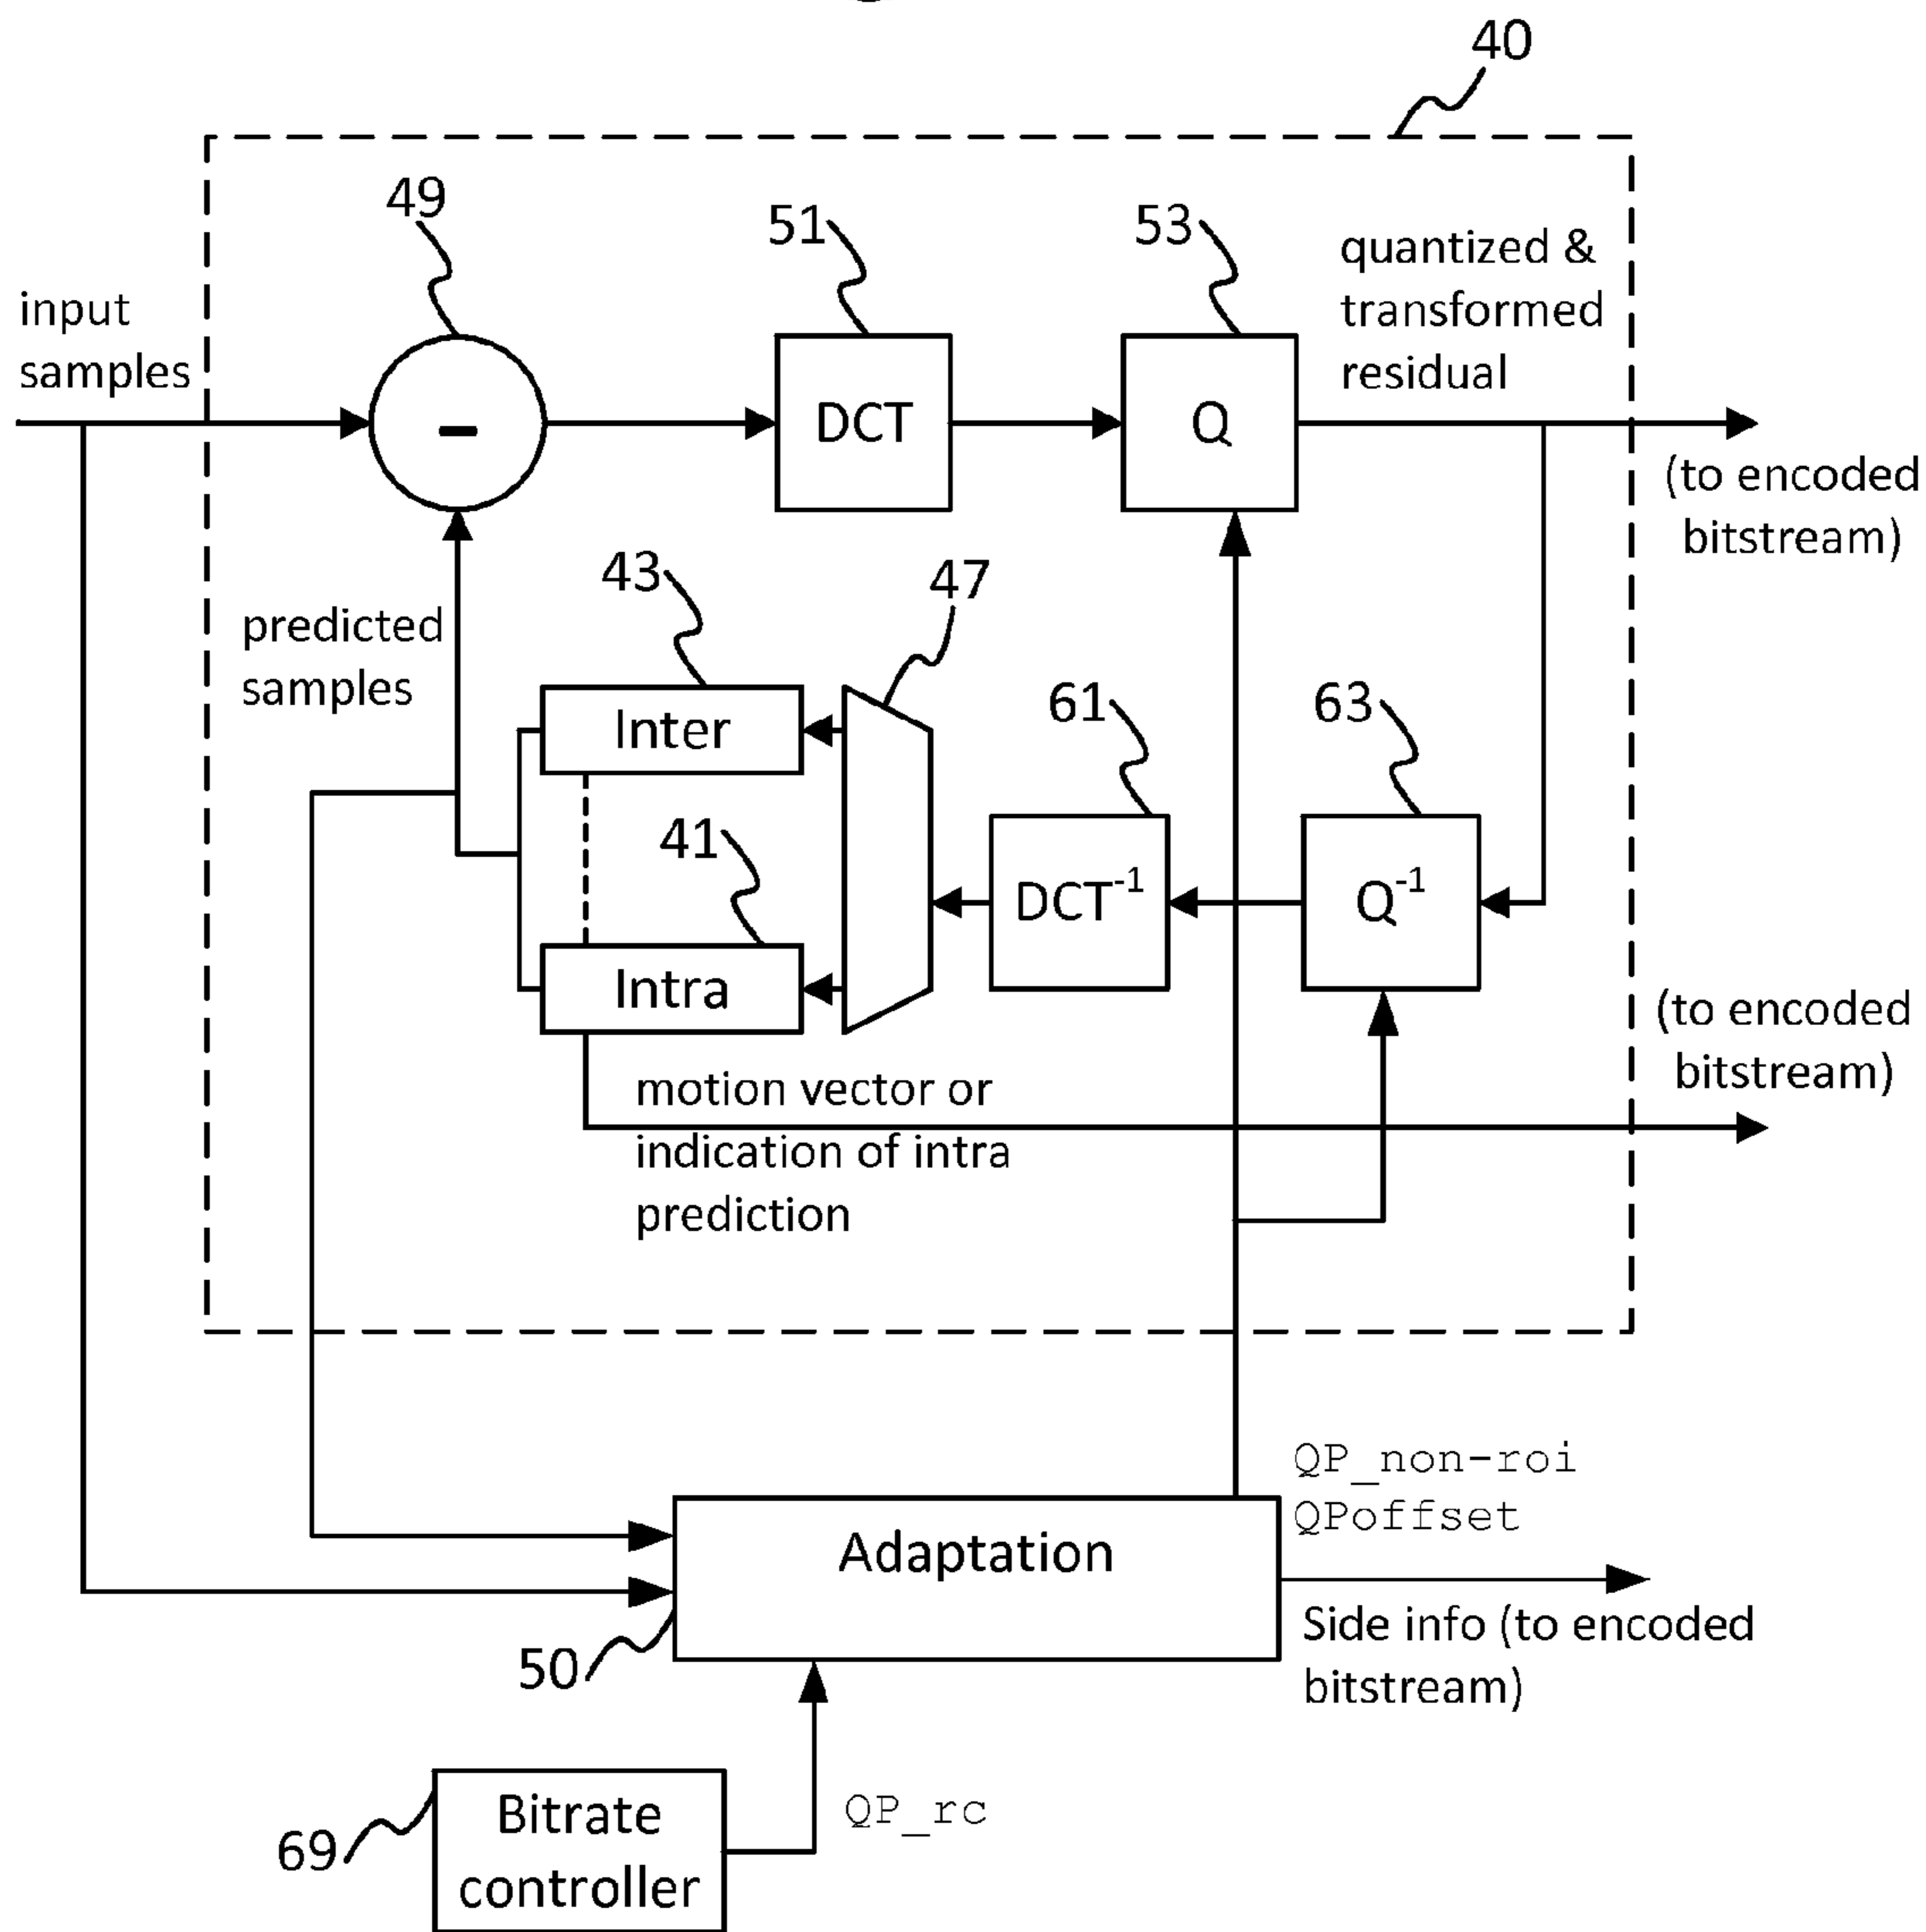 40
49
51
53
input
samples
-
DCT
Q
quantized &
transformed
residual
(to encoded
bitstream)
43
47
predicted
samples
61
63
Inter
41
DCT-1
Q-1
Intra
(to encoded
bitstream)
motion vector or
indication of intra
prediction
QP_non-roi
QPoffset
Adaptation
50
Side info (to encoded
bitstream)
69
Bitrate
controller
QP_rc